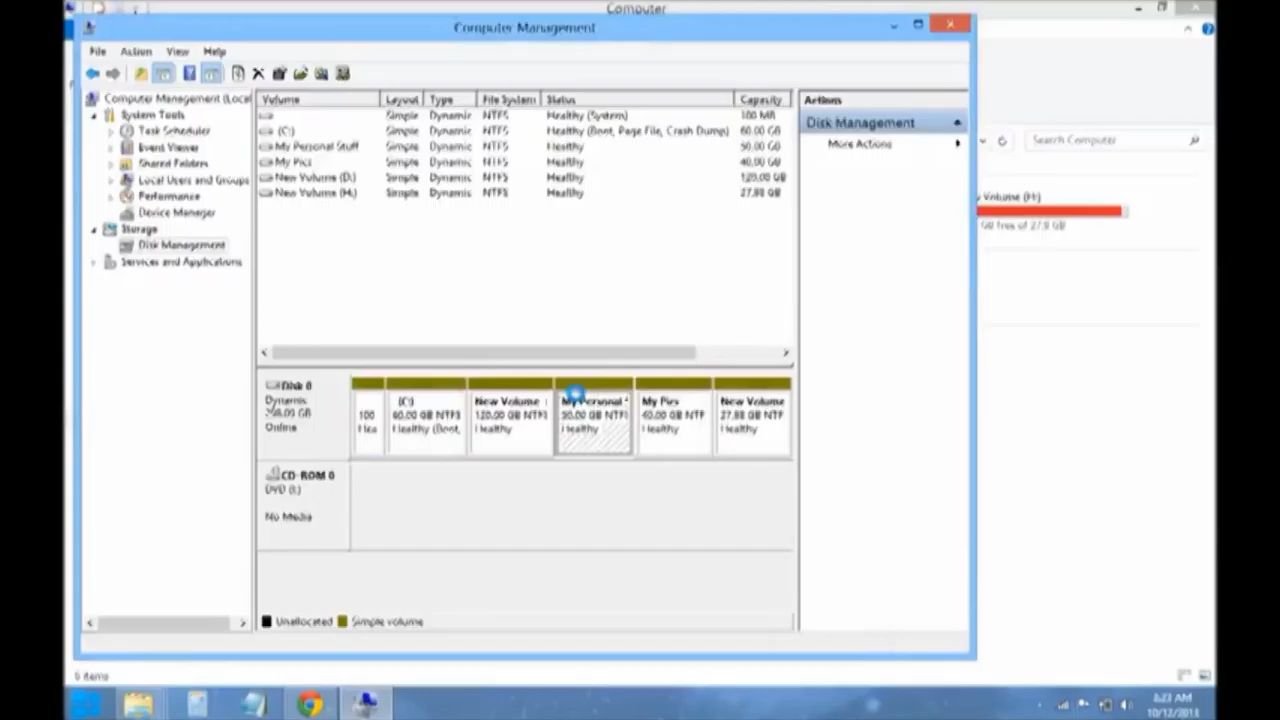 Computer
Computer Management
File Action View Help
Computer Management (Local
System Tools
Task Scheduler
Event Viewer
Shared Folders
Local Users and Groups
Performance
Device Manager
Storage
Disk Management
Services and Applications
Volume Layout Type File System Status Capacity
Simple Dynamic NTFS Healthy (System) 100 MB
(C:) Simple Dynamic NTFS Healthy (Boot, Page File, Crash Dump) 60.00 GB
My Personal Stuff Simple Dynamic NTFS Healthy 50.00 GB
My Pics Simple Dynamic NTFS Healthy 40.00 GB
New Volume (D:) Simple Dynamic NTFS Healthy 120.00 GB
New Volume (H:) Simple Dynamic NTFS Healthy 27.88 GB
Actions
Disk Management
More Actions
Search Computer
Volume (H:)
GB free of 27.8 GB
Disk 0
Dynamic
Online
100
Hea
(C:)
60.00 GB NTFS
Healthy (Boot,
New Volume
120.00 GB NTFS
Healthy
My Personal
50.00 GB NTFS
Healthy
My Pics
40.00 GB NTF
Healthy
New Volume
27.88 GB NTF
Healthy
CD-ROM 0
DVD (I:)
No Media
Unallocated Simple volume
6 items
8:23 AM
10/12/2013